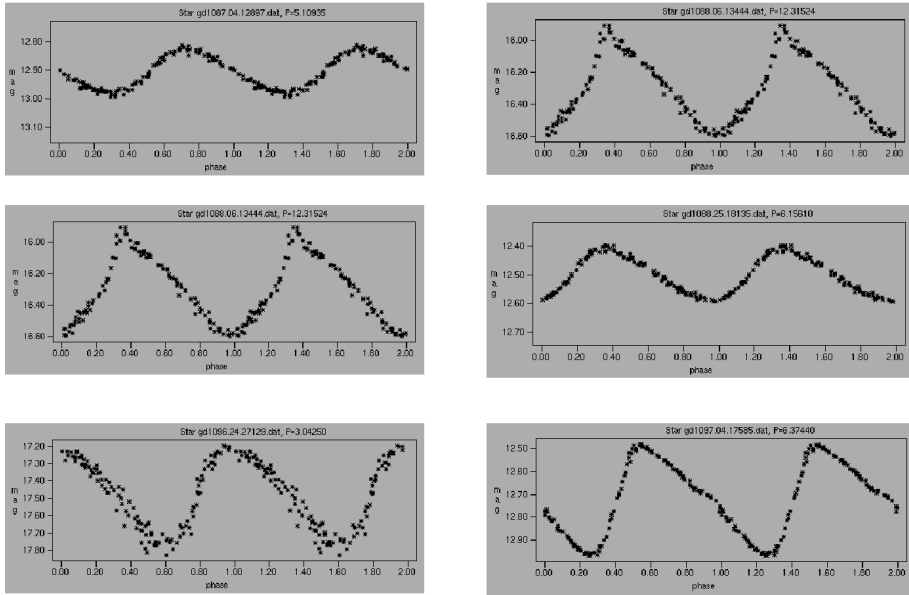 Star gd1087.04.12897.dat, P=5.10935
12.80
12.90
13.00
13.10
mag
0.00 0.20 0.40 0.60 0.80 1.00 1.20 1.40 1.60 1.80 2.00
phase
Star gd1088.06.13444.dat, P=12.31524
16.00
16.20
16.40
16.60
mag
0.00 0.20 0.40 0.60 0.80 1.00 1.20 1.40 1.60 1.80 2.00
phase
Star gd1088.06.13444.dat, P=12.31524
16.00
16.20
16.40
16.60
mag
0.00 0.20 0.40 0.60 0.80 1.00 1.20 1.40 1.60 1.80 2.00
phase
Star gd1088.25.18135.dat, P=6.15610
12.40
12.50
12.60
12.70
mag
0.00 0.20 0.40 0.60 0.80 1.00 1.20 1.40 1.60 1.80 2.00
phase
Star gd1096.24.27129.dat, P=3.04250
17.20
17.30
17.40
17.50
17.60
17.70
17.80
mag
0.00 0.20 0.40 0.60 0.80 1.00 1.20 1.40 1.60 1.80 2.00
phase
Star gd1097.04.17585.dat, P=6.37440
12.50
12.70
12.80
12.90
mag
0.00 0.20 0.40 0.60 0.80 1.00 1.20 1.40 1.60 1.80 2.00
phase